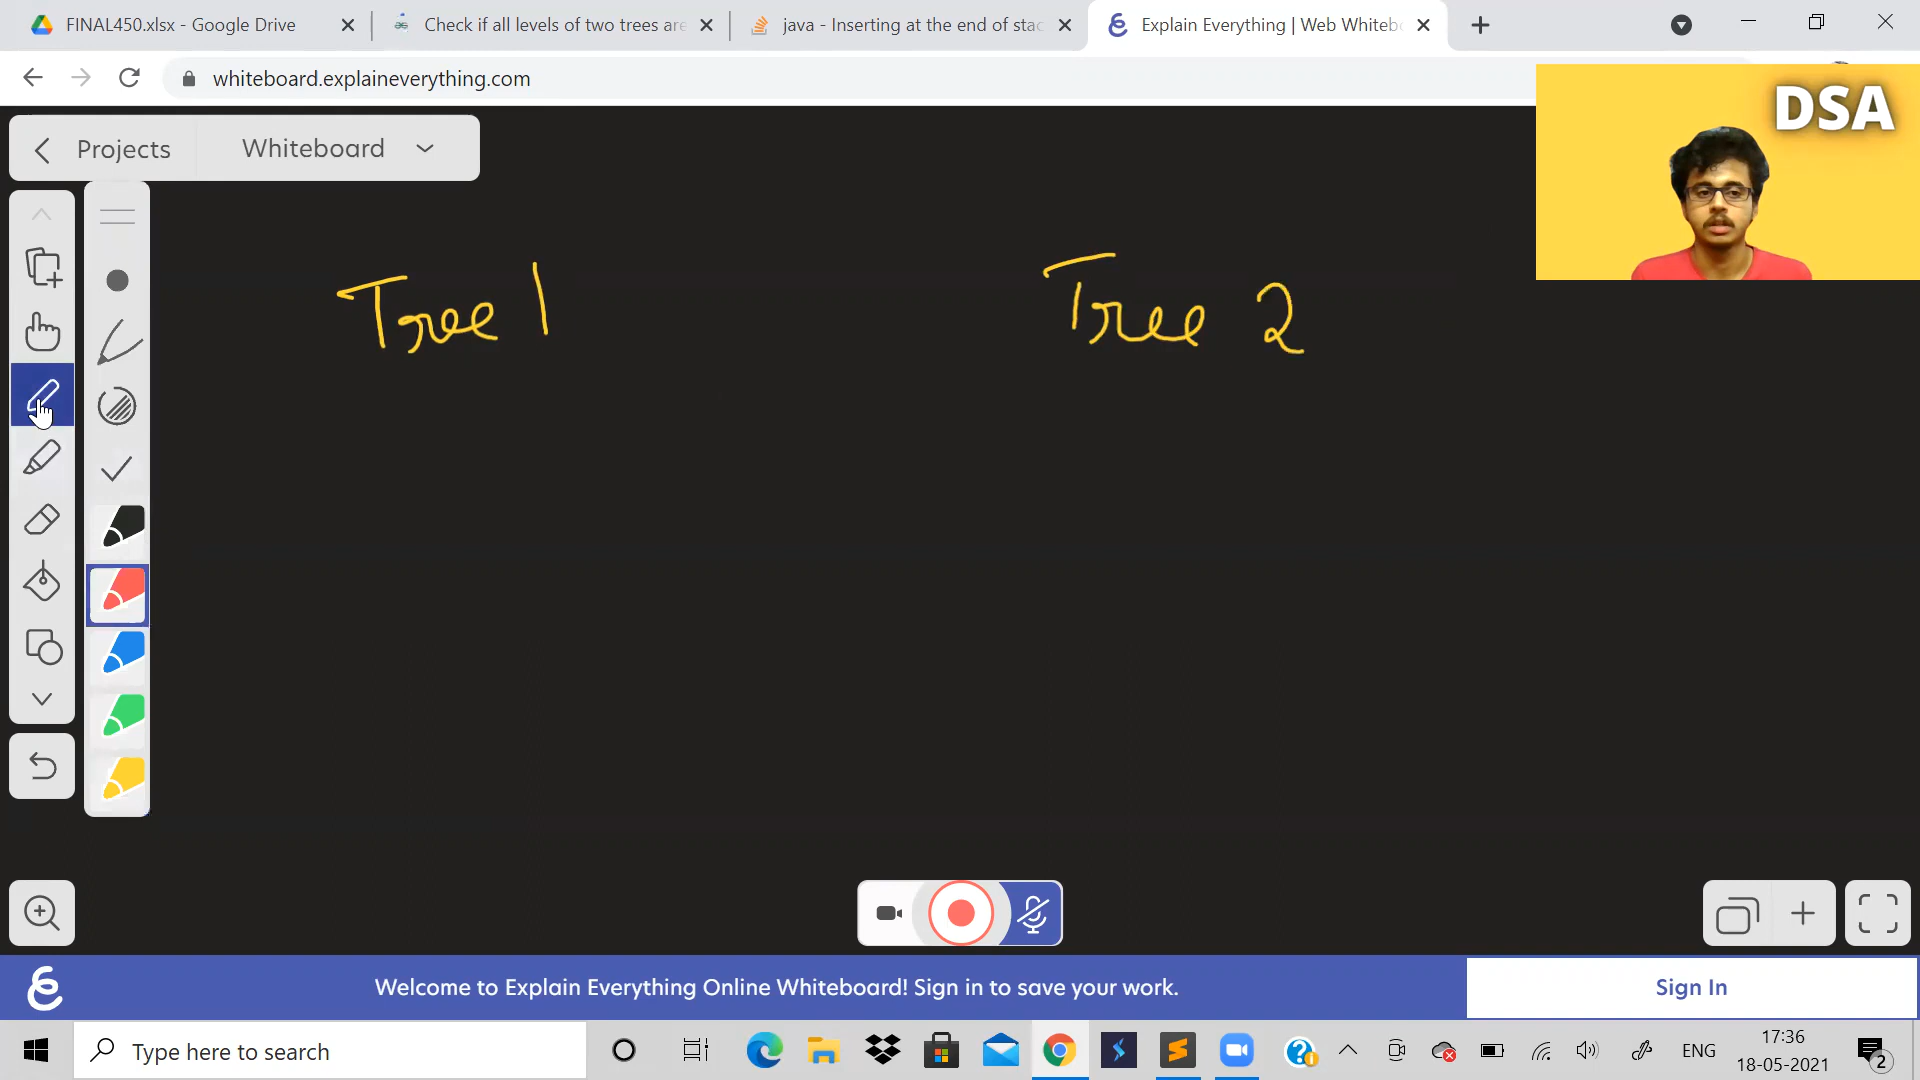 FINAL450.xlsx - Google Drive
Check if all levels of two trees are
java - Inserting at the end of stac
Explain Everything | Web Whitebo
whiteboard.explaineverything.com
DSA
Projects
Whiteboard
Tree 1
Tree 2
Welcome to Explain Everything Online Whiteboard! Sign in to save your work.
Sign In
Type here to search
ENG
17:36
18-05-2021
2